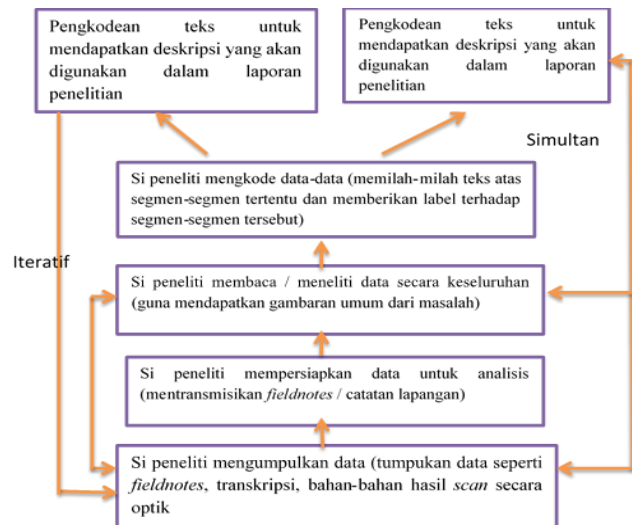 Pengkodean teks untuk
mendapatkan deskripsi yang akan
digunakan dalam laporan
penelitian
Pengkodean teks untuk
mendapatkan deskripsi yang akan
digunakan dalam laporan
penelitian
Simultan
Si peneliti mengkode data-data (memilah-milah teks atas
segmen-segmen tertentu dan memberikan label terhadap
segmen-segmen tersebut)
Iteratif
Si peneliti membaca / meneliti data secara keseluruhan
(guna mendapatkan gambaran umum dari masalah)
Si peneliti mempersiapkan data untuk analisis
(mentransmisikan fieldnotes / catatan lapangan)
Si peneliti mengumpulkan data (tumpukan data seperti
fieldnotes, transkripsi, bahan-bahan hasil scan secara
optik